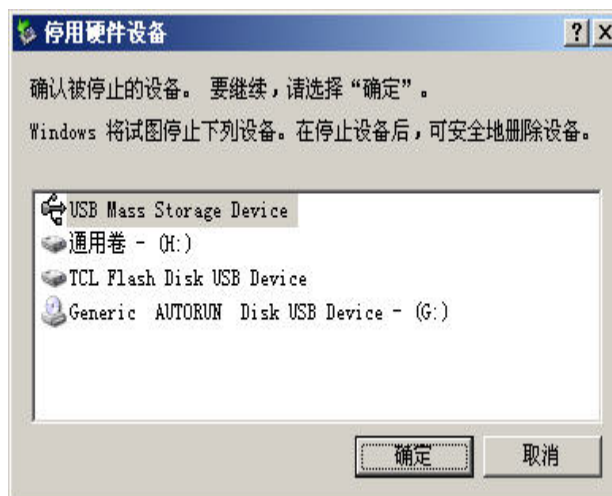 停用硬件设备
确认被停止的设备。 要继续，请选择“确定”。
Windows 将试图停止下列设备。在停止设备后，可安全地删除设备。
USB Mass Storage Device
通用卷 - (H:)
TCL Flash Disk USB Device
Generic  AUTORUN  Disk USB Device - (G:)
确定 取消